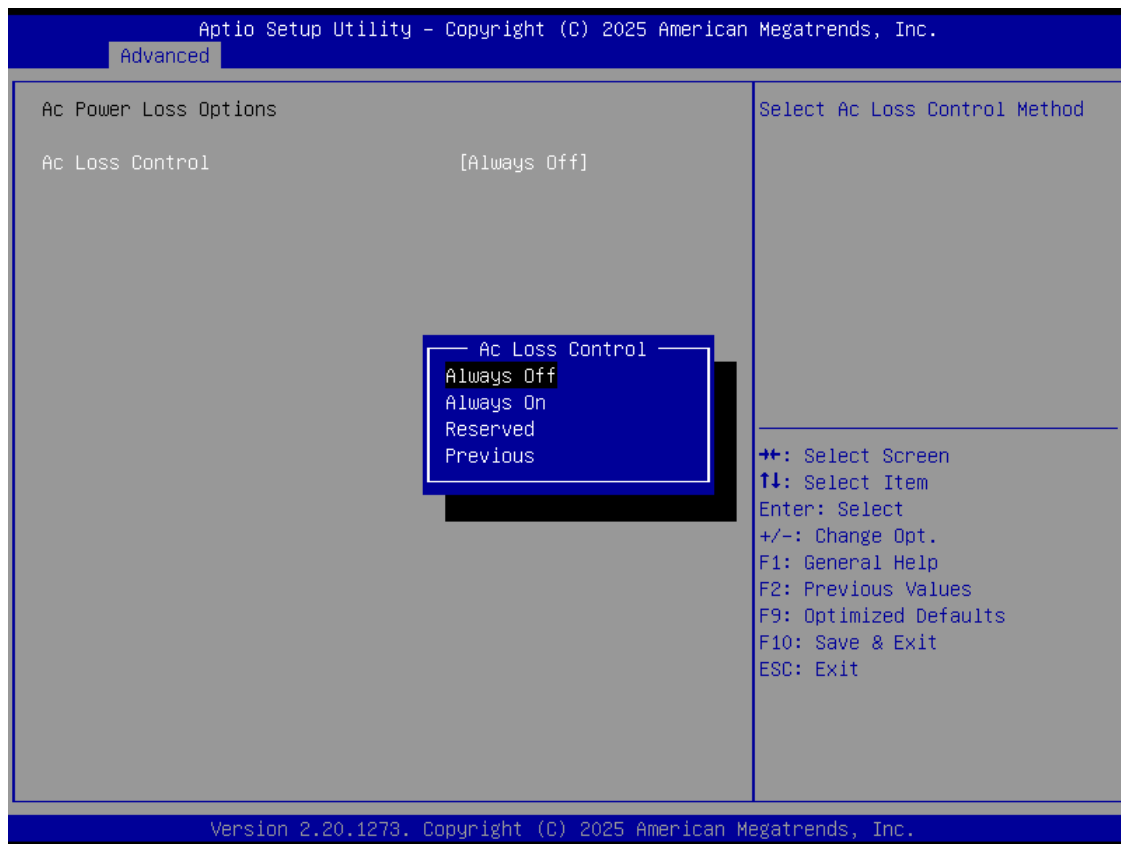 Aptio Setup Utility – Copyright (C) 2025 American Megatrends, Inc.
Advanced
Ac Power Loss Options
Ac Loss Control [Always Off]
Select Ac Loss Control Method
Ac Loss Control
Always Off
Always On
Reserved
Previous
→←: Select Screen
↑↓: Select Item
Enter: Select
+/-: Change Opt.
F1: General Help
F2: Previous Values
F9: Optimized Defaults
F10: Save & Exit
ESC: Exit
Version 2.20.1273. Copyright (C) 2025 American Megatrends, Inc.